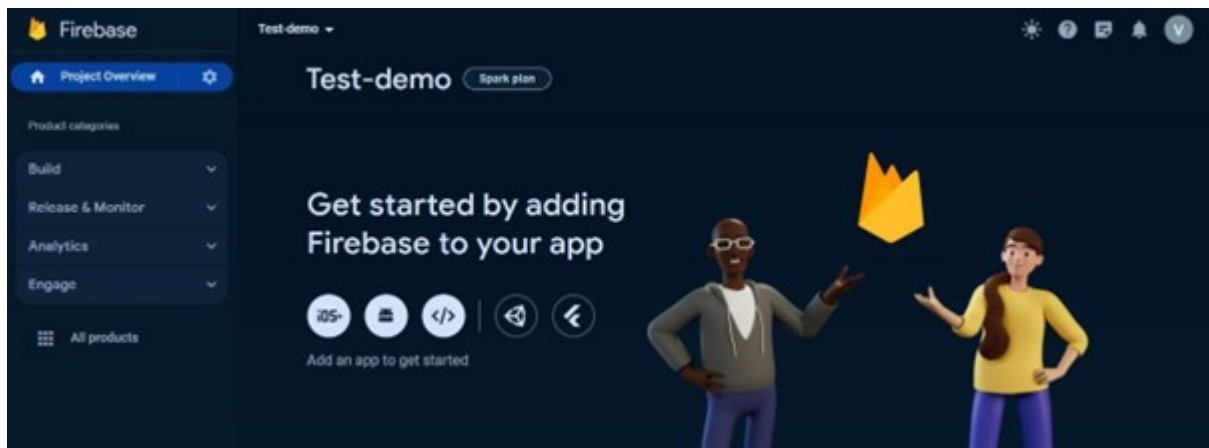 Firebase
Test-demo
V
Project Overview
Test-demo
Spark plan
Product categories
Build
Release & Monitor
Analytics
Engage
All products
Get started by adding
Firebase to your app
iOS+
</>
Add an app to get started